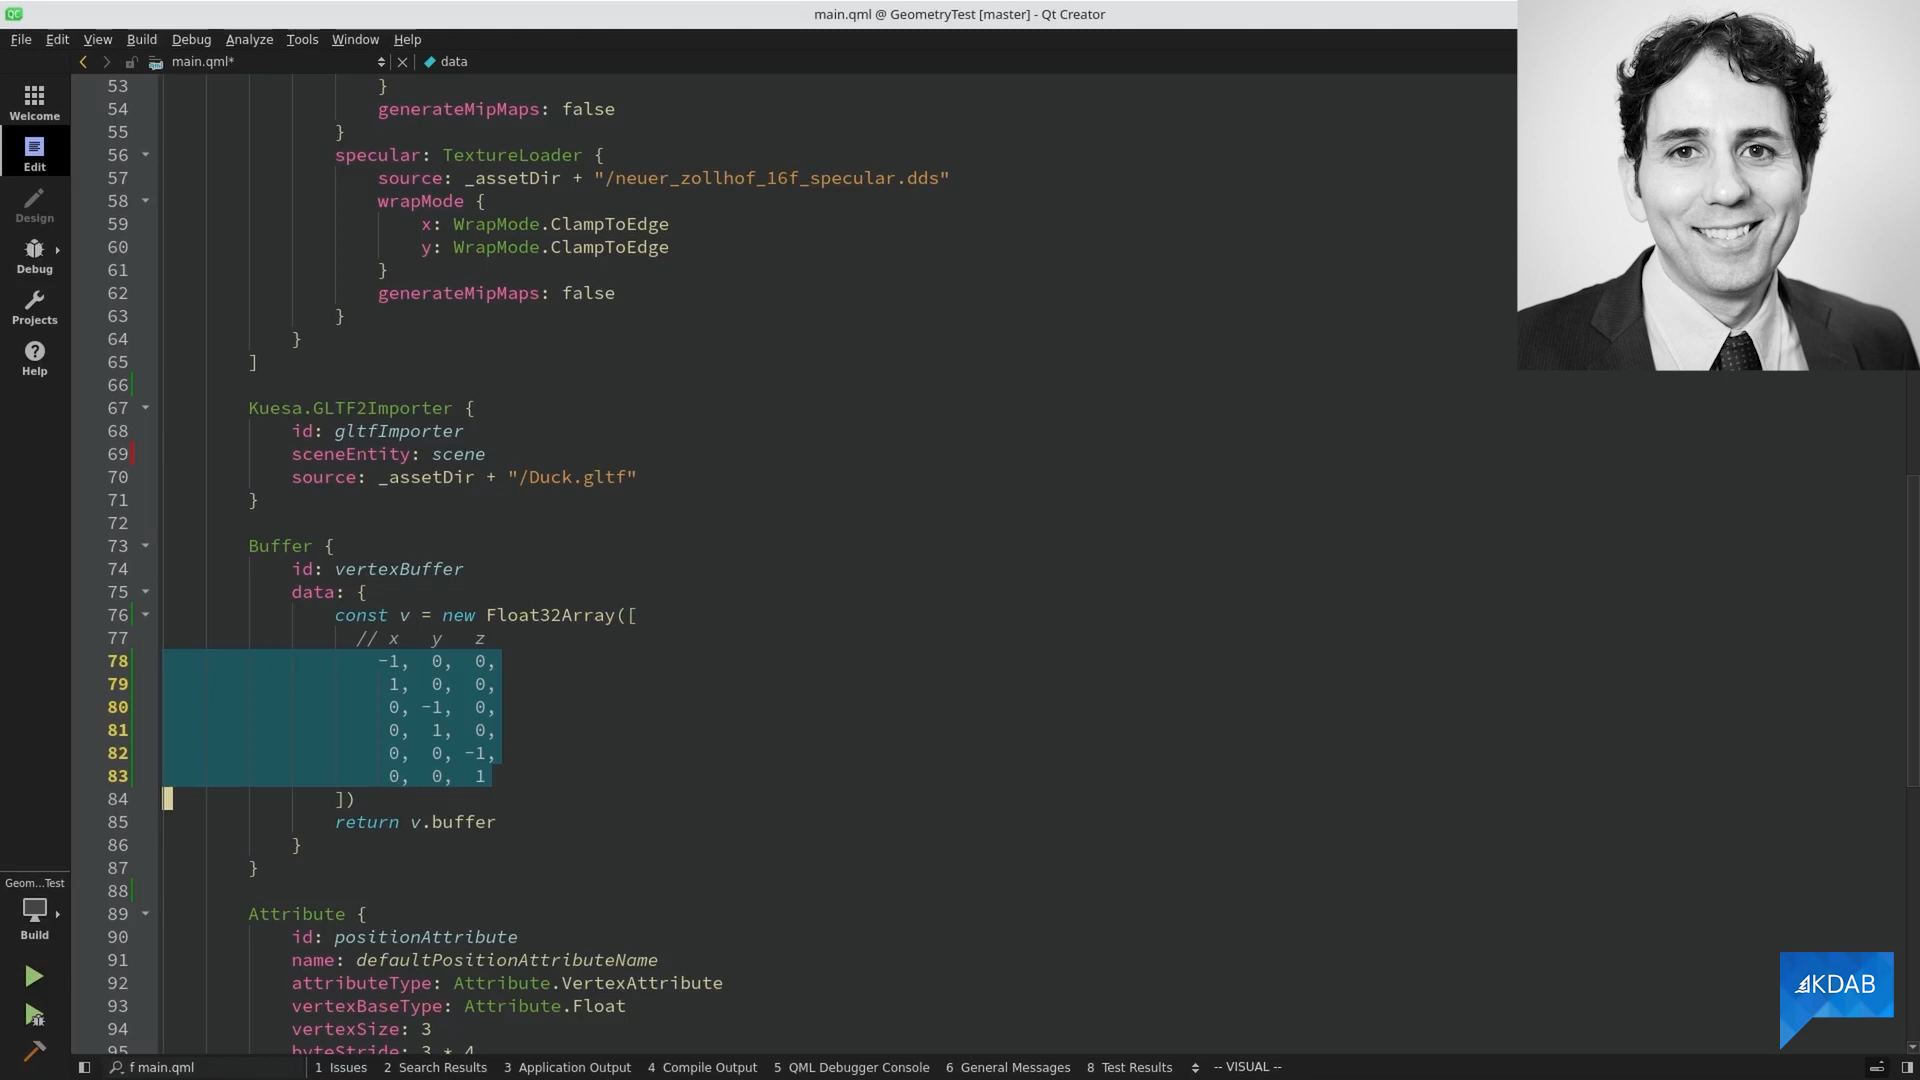 QC
main.qml @ GeometryTest [master] - Qt Creator
File Edit View Build Debug Analyze Tools Window Help
main.qml* data
Welcome
Edit
Design
Debug
Projects
Help
53 }
54 generateMipMaps: false
55 }
56 specular: TextureLoader {
57 source: _assetDir + "/neuer_zollhof_16f_specular.dds"
58 wrapMode {
59 x: WrapMode.ClampToEdge
60 y: WrapMode.ClampToEdge
61 }
62 generateMipMaps: false
63 }
64 }
65 ]
66
67 Kuesa.GLTF2Importer {
68 id: gltfImporter
69 sceneEntity: scene
70 source: _assetDir + "/Duck.gltf"
71 }
72
73 Buffer {
74 id: vertexBuffer
75 data: {
76 const v = new Float32Array([
77 // x y z
78 -1, 0, 0,
79 1, 0, 0,
80 0, -1, 0,
81 0, 1, 0,
82 0, 0, -1,
83 0, 0, 1
84 ])
85 return v.buffer
86 }
87 }
88
89 Attribute {
90 id: positionAttribute
91 name: defaultPositionAttributeName
92 attributeType: Attribute.VertexAttribute
93 vertexBaseType: Attribute.Float
94 vertexSize: 3
95 byteStride: 3 * 4
Geom...Test
Build
KDAB
f main.qml 1 Issues 2 Search Results 3 Application Output 4 Compile Output 5 QML Debugger Console 6 General Messages 8 Test Results -- VISUAL --